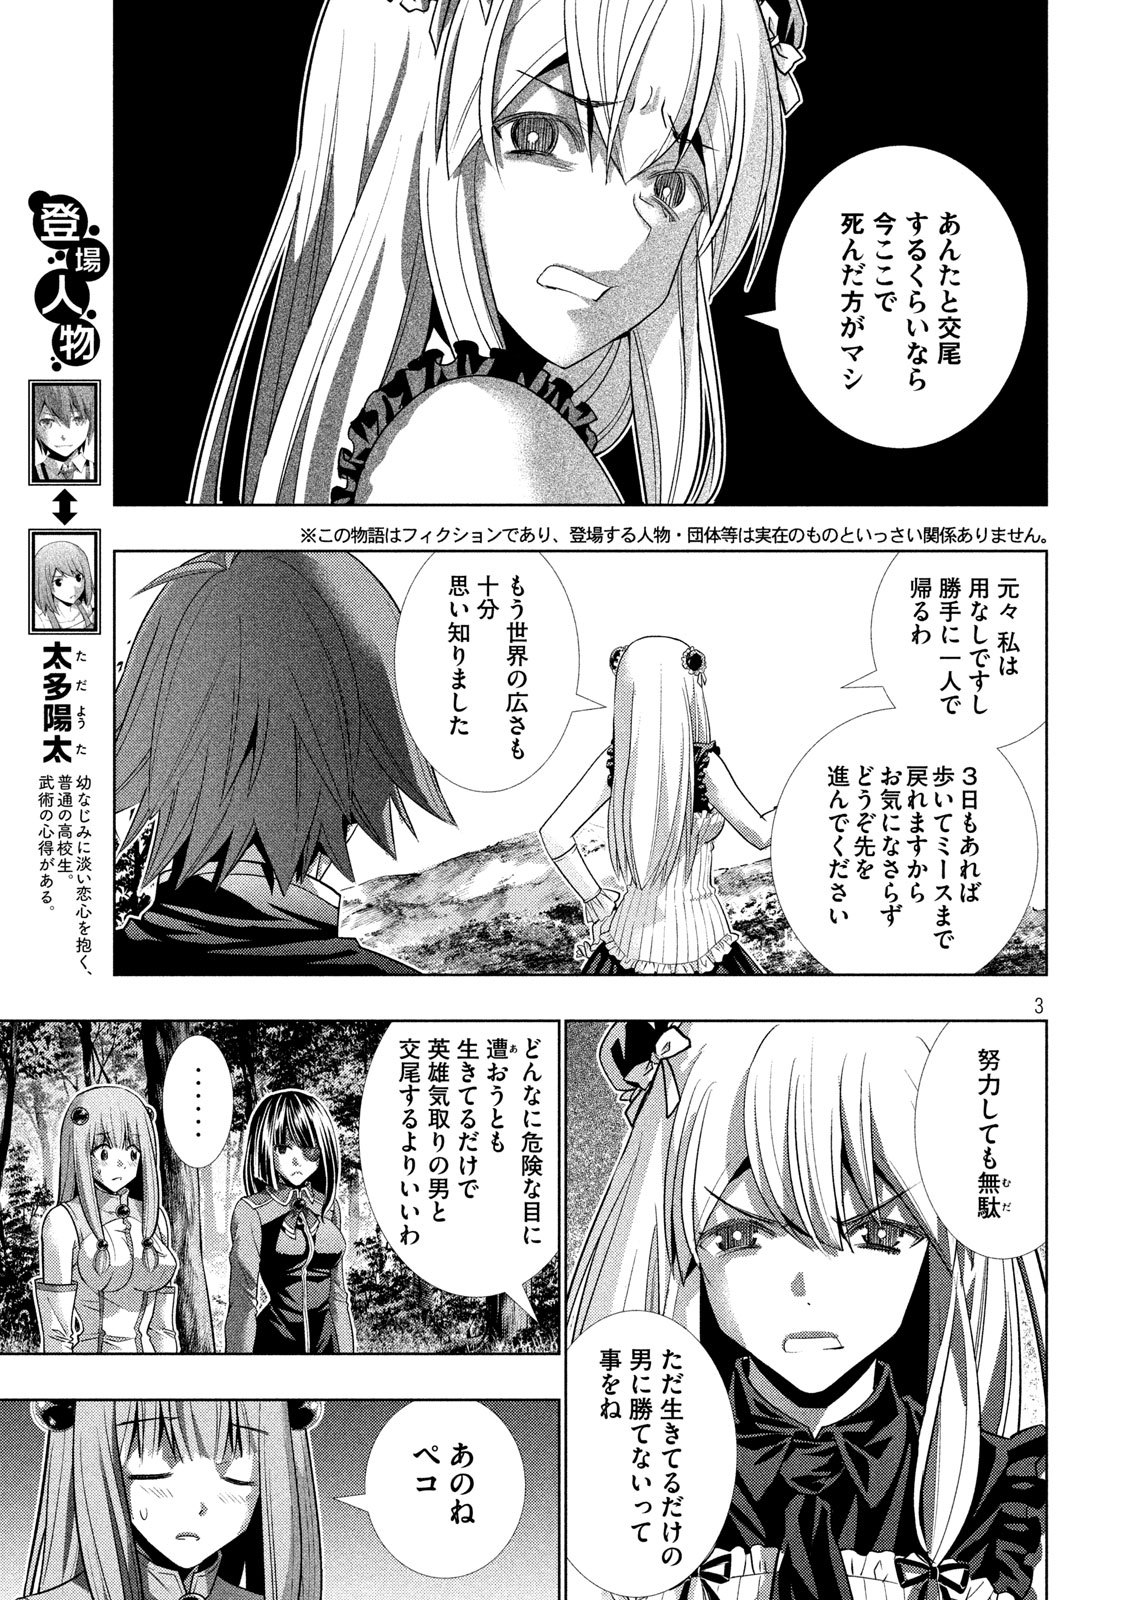 あんたと交尾
するくらいなら
今ここで
死んだ方がマシ
※この物語はフィクションであり、登場する人物・団体等は実在のものといっさい関係ありません。
登場人物
太多陽太
ただようた
幼なじみに淡い恋心を抱く、
普通の高校生。
武術の心得がある。
元々 私は
用なしですし
勝手に一人で
帰るわ
3日もあれば
歩いてミースまで
戻れますから
お気になさらず
どうぞ先を
進んでください
もう世界の広さも
十分
思い知りました
3
努力しても無駄
むだ
ただ生きてるだけの
男に勝てないって
事をね
どんなに危険な目に
遭おうとも
あ
生きてるだけで
英雄気取りの男と
交尾するよりいいわ
・・・・・・
あのね
ペコ